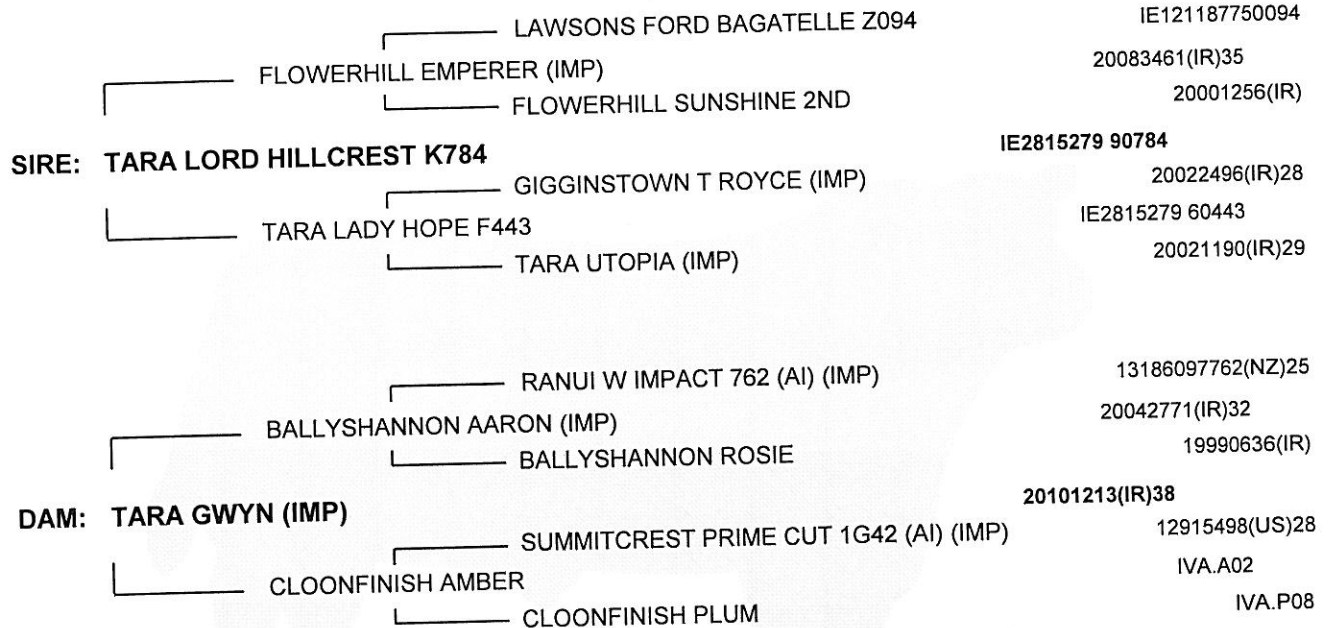 LAWSONS FORD BAGATELLE Z094 IE121187750094
FLOWERHILL EMPERER (IMP) 20083461(IR)35
FLOWERHILL SUNSHINE 2ND 20001256(IR)
SIRE: TARA LORD HILLCREST K784 IE2815279 90784
GIGGINSTOWN T ROYCE (IMP) 20022496(IR)28
TARA LADY HOPE F443 IE2815279 60443
TARA UTOPIA (IMP) 20021190(IR)29
RANUI W IMPACT 762 (AI) (IMP) 13186097762(NZ)25
BALLYSHANNON AARON (IMP) 20042771(IR)32
BALLYSHANNON ROSIE 19990636(IR)
DAM: TARA GWYN (IMP) 20101213(IR)38
SUMMITCREST PRIME CUT 1G42 (AI) (IMP) 12915498(US)28
CLOONFINISH AMBER IVA.A02
CLOONFINISH PLUM IVA.P08